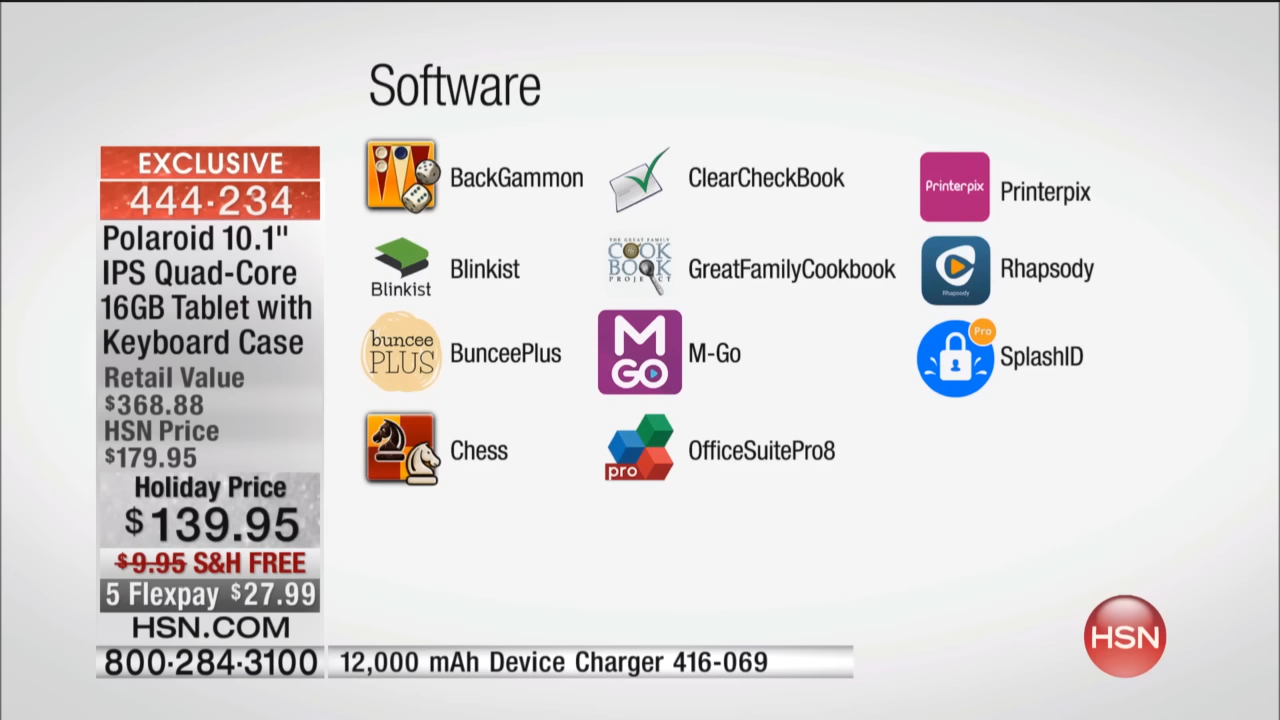 Software
EXCLUSIVE
444·234
Polaroid 10.1"
IPS Quad-Core
16GB Tablet with
Keyboard Case
Retail Value
$368.88
HSN Price
$179.95
Holiday Price
$139.95
$9.95 S&H FREE
5 Flexpay $27.99
HSN.COM
800·284·3100
BackGammon
Blinkist
Blinkist
buncee
PLUS
BunceePlus
Chess
ClearCheckBook
THE GREAT FAMILY
COOK
BOOK
PROJECT
GreatFamilyCookbook
M
GO
M-Go
pro
OfficeSuitePro8
Printerpix
Printerpix
Rhapsody
Rhapsody
Pro
SplashID
12,000 mAh Device Charger 416-069
HSN